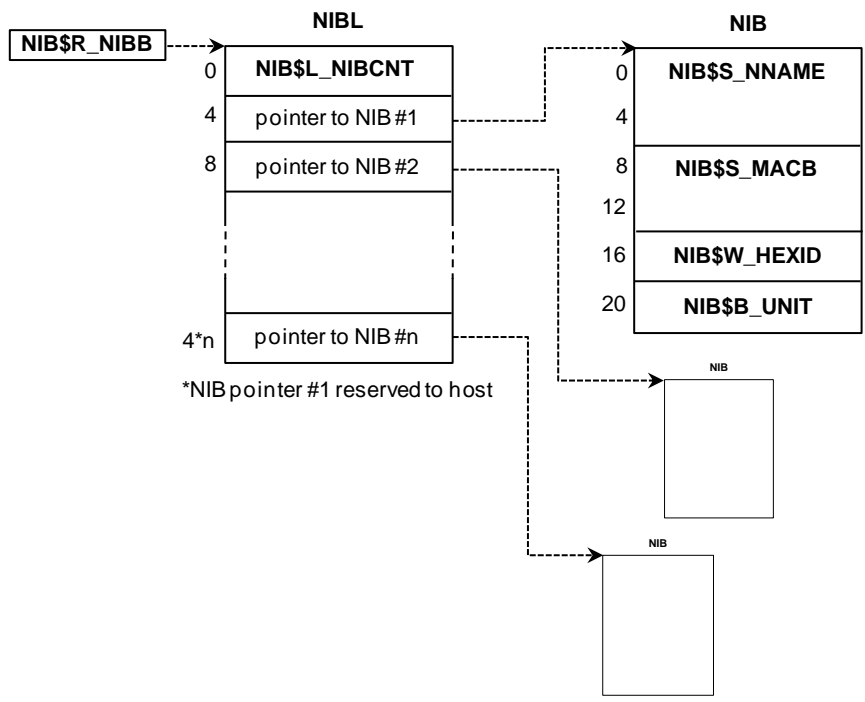 NIBL
NIB
NIB$R_NIBB
0 NIB$L_NIBCNT
4 pointer to NIB #1
8 pointer to NIB #2
4*n pointer to NIB #n
*NIB pointer #1 reserved to host
0 NIB$S_NNAME
4
8 NIB$S_MACB
12
16 NIB$W_HEXID
20 NIB$B_UNIT
NIB
NIB